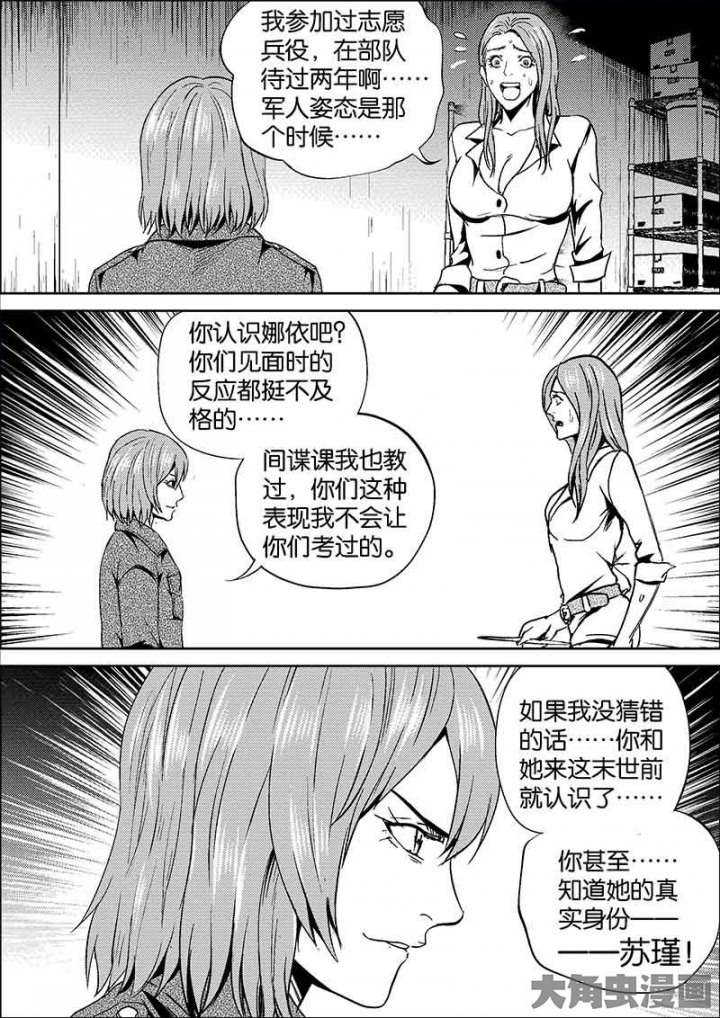 我参加过志愿
兵役，在部队
待过两年啊……
军人姿态是那
个时候……
你认识娜依吧？
你们见面时的
反应都挺不及
格的……
间谍课我也教
过，你们这种
表现我不会让
你们考过的。
如果我没猜错
的话……你和
她来这末世前
就认识了……
你甚至……
知道她的真
实身份——
——苏瑾！
大角虫漫画